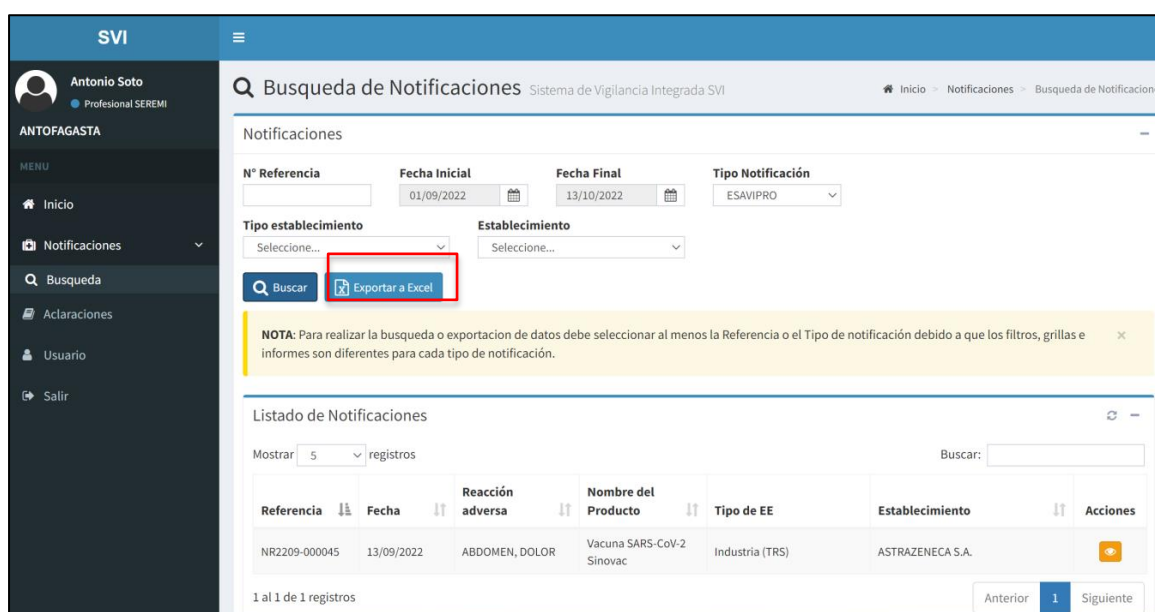 SVI
Antonio Soto
Profesional SEREMI
ANTOFAGASTA
MENU
Inicio
Notificaciones
Busqueda
Aclaraciones
Usuario
Salir
Busqueda de Notificaciones Sistema de Vigilancia Integrada SVI
Inicio > Notificaciones > Busqueda de Notificacion
Notificaciones
N° Referencia Fecha Inicial Fecha Final Tipo Notificación
01/09/2022 13/10/2022 ESAVIPRO
Tipo establecimiento Establecimiento
Seleccione... Seleccione...
Buscar Exportar a Excel
NOTA: Para realizar la busqueda o exportacion de datos debe seleccionar al menos la Referencia o el Tipo de notificación debido a que los filtros, grillas e
informes son diferentes para cada tipo de notificación.
Listado de Notificaciones
Mostrar 5 registros Buscar:
Referencia Fecha Reacción adversa Nombre del Producto Tipo de EE Establecimiento Acciones
NR2209-000045 13/09/2022 ABDOMEN, DOLOR Vacuna SARS-CoV-2 Sinovac Industria (TRS) ASTRAZENECA S.A.
1 al 1 de 1 registros Anterior 1 Siguiente